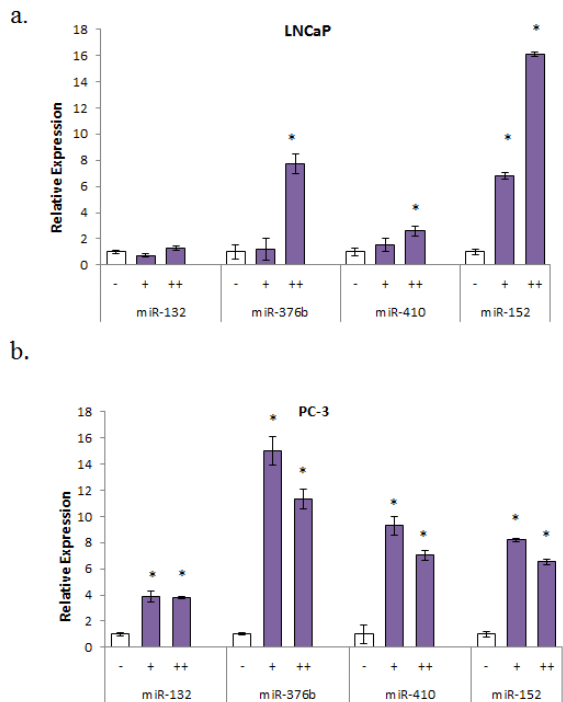 a.
LNCaP
Relative Expression
18
16
14
12
10
8
6
4
2
0
* * * *
- + ++ - + ++ - + ++ - + ++
miR-132 miR-376b miR-410 miR-152
b.
PC-3
Relative Expression
18
16
14
12
10
8
6
4
2
0
* * * * * * * *
- + ++ - + ++ - + ++ - + ++
miR-132 miR-376b miR-410 miR-152